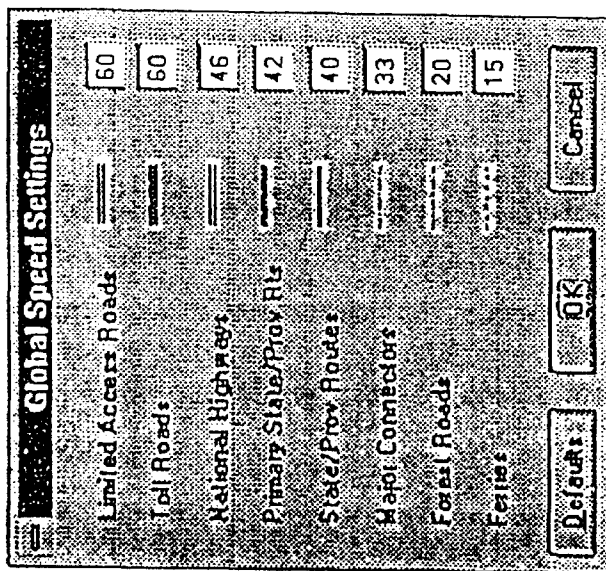 Global Speed Settings
Limited Access Roads 60
Toll Roads 60
National Highways 46
Primary State/Prov Rts 42
State/Prov Routes 40
Major Connectors 33
Forest Roads 20
Ferries 15
Defaults OK Cancel